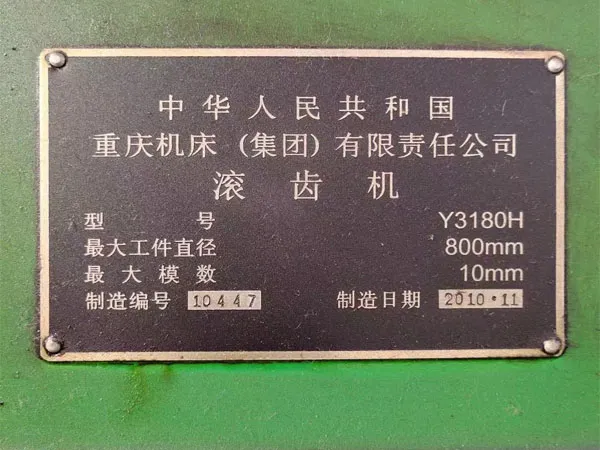 中华人民共和国
重庆机床(集团)有限责任公司
滚齿机
型号 Y3180H
最大工件直径 800mm
最大模数 10mm
制造编号 10447 制造日期 2010·11